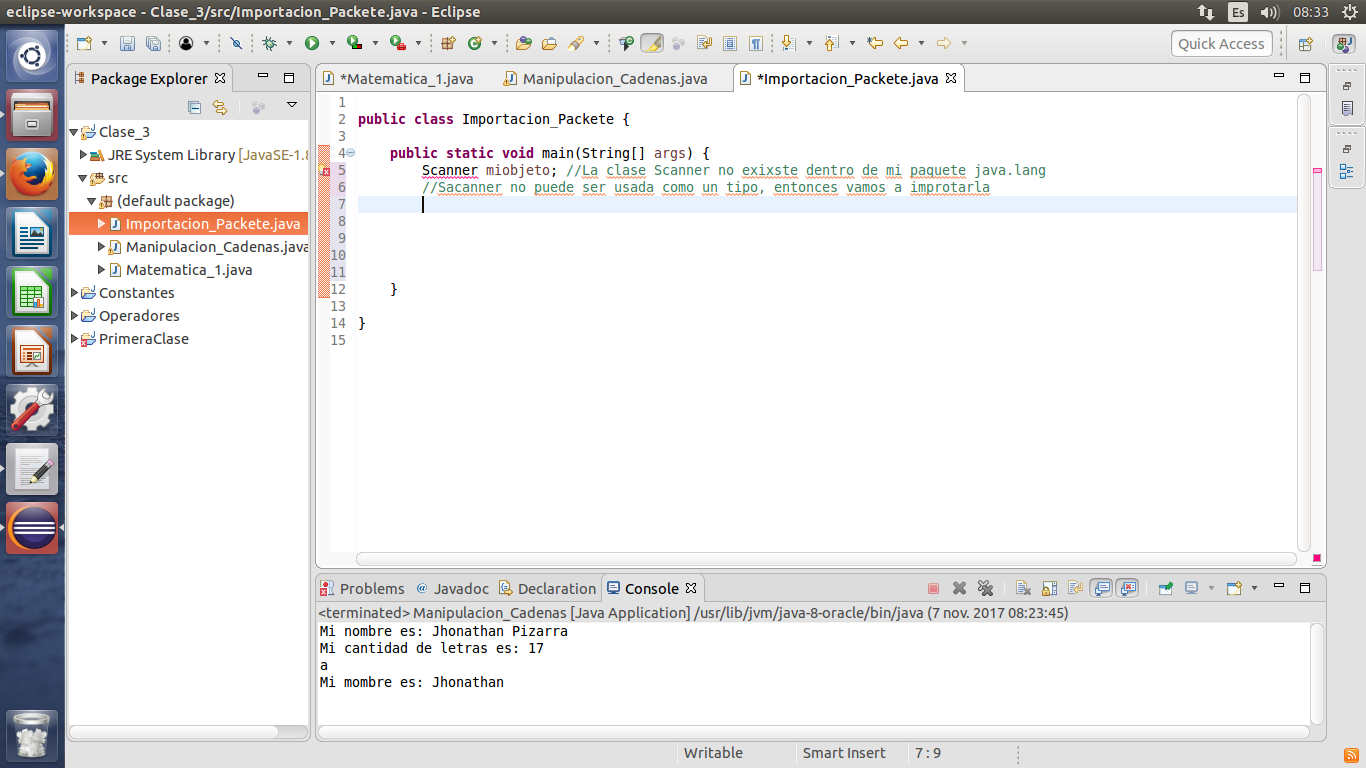 eclipse-workspace - Clase_3/src/Importacion_Packete.java - Eclipse
Es
08:33
Quick Access
Package Explorer
Clase_3
JRE System Library [JavaSE-1.8
src
(default package)
Importacion_Packete.java
Manipulacion_Cadenas.java
Matematica_1.java
Constantes
Operadores
PrimeraClase
*Matematica_1.java
Manipulacion_Cadenas.java
*Importacion_Packete.java
1
2 public class Importacion_Packete {
3
4 public static void main(String[] args) {
5 Scanner miobjeto; //La clase Scanner no exixste dentro de mi paquete java.lang
6 //Sacanner no puede ser usada como un tipo, entonces vamos a improtarla
7
8
9
10
11
12 }
13
14 }
15
Problems
Javadoc
Declaration
Console
<terminated> Manipulacion_Cadenas [Java Application] /usr/lib/jvm/java-8-oracle/bin/java (7 nov. 2017 08:23:45)
Mi nombre es: Jhonathan Pizarra
Mi cantidad de letras es: 17
a
Mi mombre es: Jhonathan
Writable
Smart Insert
7 : 9